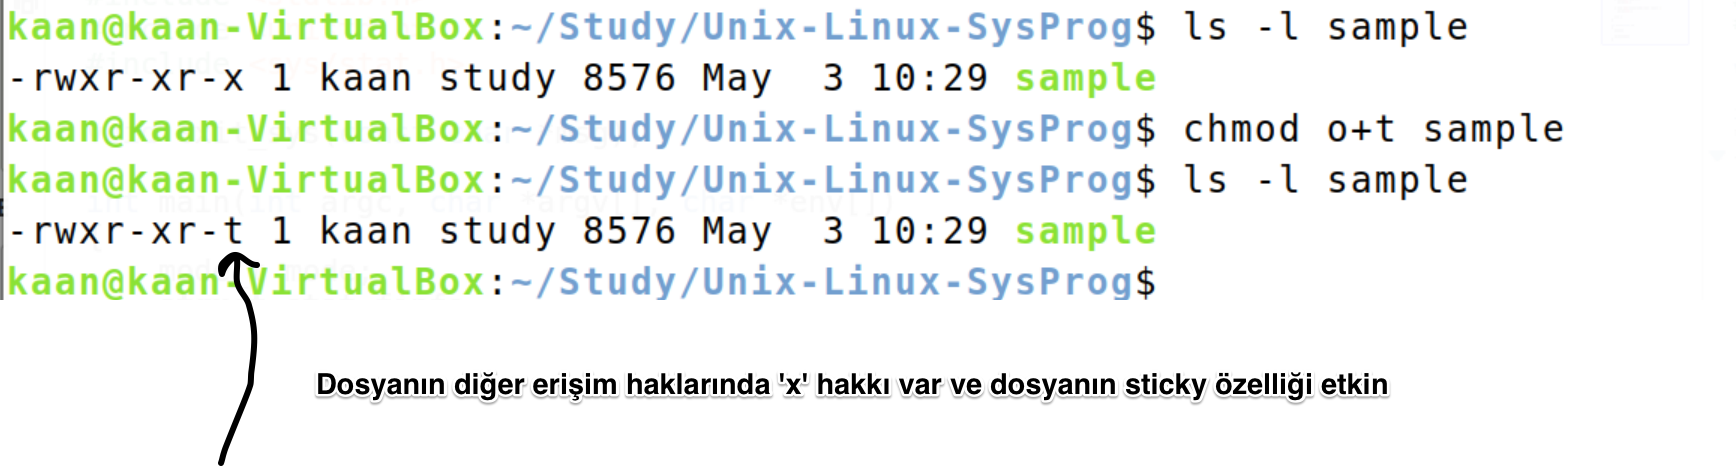 kaan@kaan-VirtualBox:~/Study/Unix-Linux-SysProg$ ls -l sample
-rwxr-xr-x 1 kaan study 8576 May  3 10:29 sample
kaan@kaan-VirtualBox:~/Study/Unix-Linux-SysProg$ chmod o+t sample
kaan@kaan-VirtualBox:~/Study/Unix-Linux-SysProg$ ls -l sample
-rwxr-xr-t 1 kaan study 8576 May  3 10:29 sample
kaan@kaan-VirtualBox:~/Study/Unix-Linux-SysProg$
Dosyanın diğer erişim haklarında 'x' hakkı var ve dosyanın sticky özelliği etkin